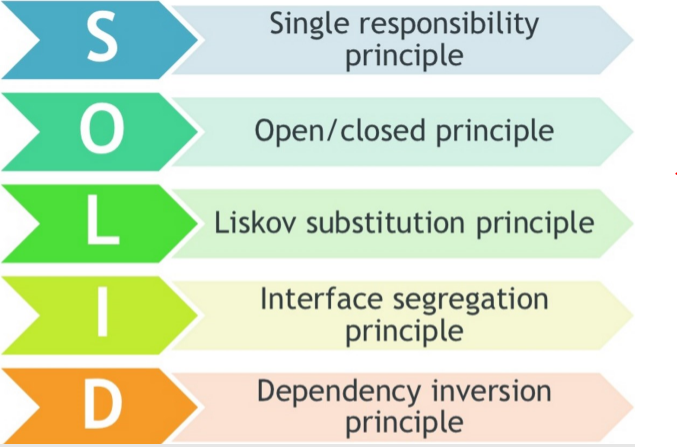 S
Single responsibility
principle
O
Open/closed principle
L
Liskov substitution principle
I
Interface segregation
principle
D
Dependency inversion
principle